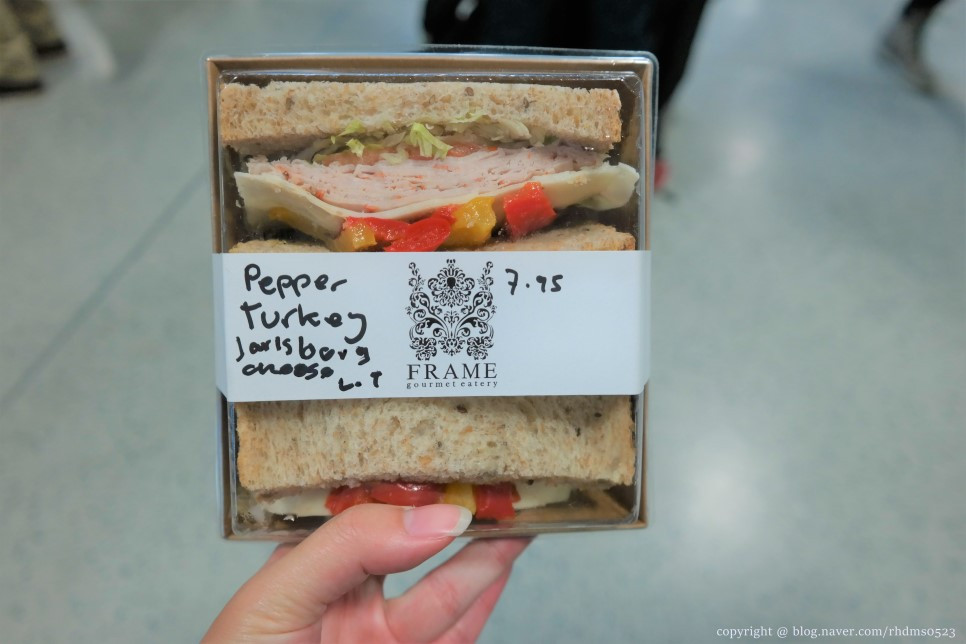 Pepper
Turkey
Jarlsberg
cheese L.T
7.95
FRAME
gourmet eatery
copyright @ blog.naver.com/rhdms0523